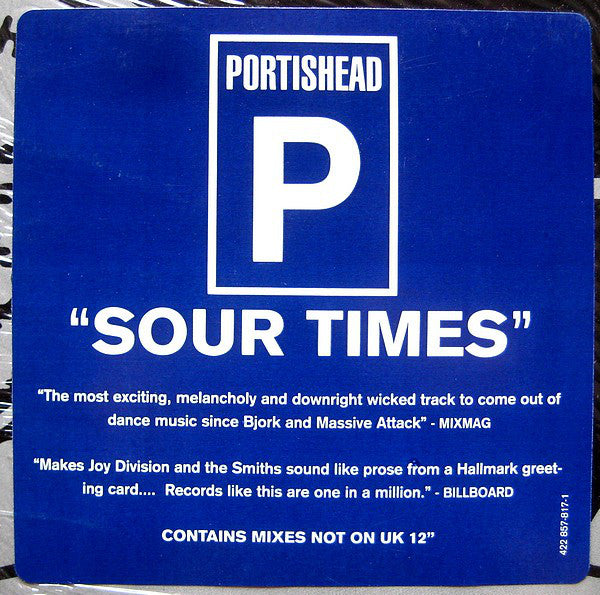 PORTISHEAD
P
“SOUR TIMES”
“The most exciting, melancholy and downright wicked track to come out of
dance music since Bjork and Massive Attack” - MIXMAG
“Makes Joy Division and the Smiths sound like prose from a Hallmark greet-
ing card.... Records like this are one in a million.” - BILLBOARD
CONTAINS MIXES NOT ON UK 12”
422 857-817-1